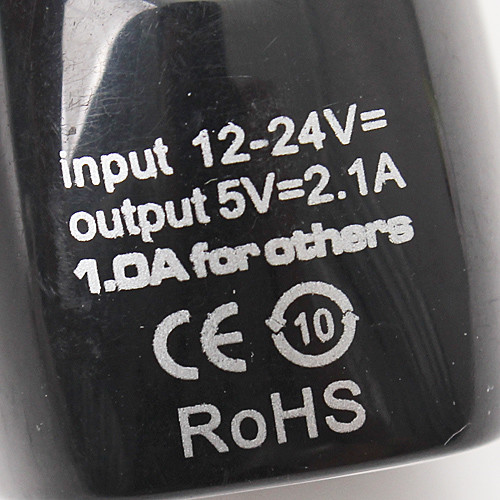 input 12-24V=
output 5V=2.1A
1.0A for others
CE 10
RoHS